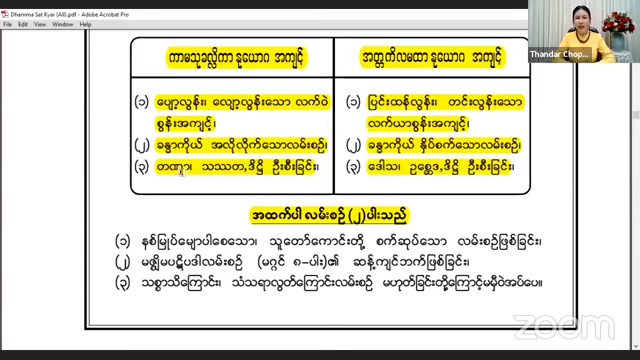 Dhamma Sat Kyar (All).pdf - Adobe Acrobat Pro
File Edit View Window Help
ကာမသုခလ္လိကာ နုယောဂ အကျင့်
(၁) ပျော့လွန်း၊ လျော့လွန်းသော လက်ဝဲ
စွန်းအကျင့်၊
(၂) ခန္ဓာကိုယ် အလိုလိုက်သောလမ်းစဉ်၊
(၃) တဏှာ၊ သဿတ,ဒိဋ္ဌိ ဦးစီးခြင်း၊
အတ္တကိလမထာ နုယောဂ အကျင့်
(၁) ပြင်းထန်လွန်း၊ တင်းလွန်းသော
လက်ယာစွန်းအကျင့်၊
(၂) ခန္ဓာကိုယ် နှိပ်စက်သောလမ်းစဉ်၊
(၃) ဒေါသ၊ ဥစ္ဆေဒ,ဒိဋ္ဌိ ဦးစီးခြင်း၊
အထက်ပါ လမ်းစဉ် (၂) ပါးသည်
(၁) နစ်မြုပ်မျောပါစေသော၊ သူတော်ကောင်းတို့ စက်ဆုပ်သော လမ်းစဉ်ဖြစ်ခြင်း၊
(၂) မဇ္ဈိမပဋိပဒါလမ်းစဉ် (မဂ္ဂင် ၈-ပါး)၏ ဆန့်ကျင်ဘက်ဖြစ်ခြင်း၊
(၃) သစ္စာသိကြောင်း၊ သံသရာလွတ်ကြောင်းလမ်းစဉ် မဟုတ်ခြင်းတို့ကြောင့်မမှီဝဲအပ်ပေ။
Thandar Chop...
zoom